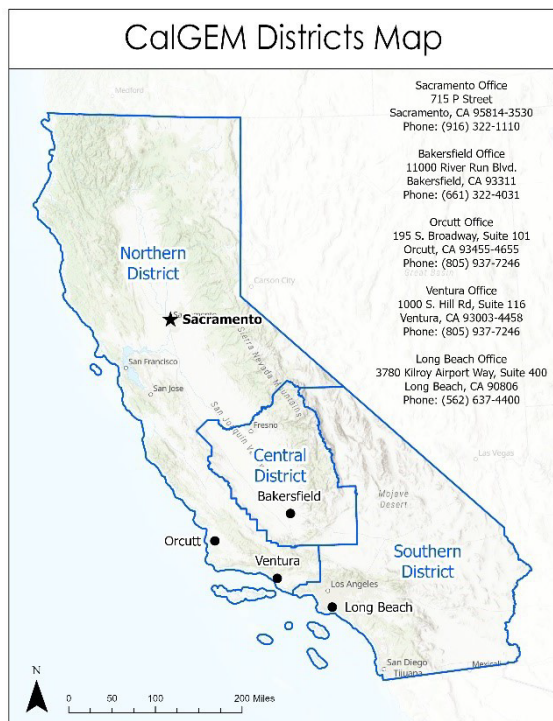 CalGEM Districts Map
Medford
Sacramento Office
715 P Street
Sacramento, CA 95814-3530
Phone: (916) 322-1110
Bakersfield Office
11000 River Run Blvd.
Bakersfield, CA 93311
Phone: (661) 322-4031
Orcutt Office
195 S. Broadway, Suite 101
Orcutt, CA 93455-4655
Phone: (805) 937-7246
Ventura Office
1000 S. Hill Rd, Suite 116
Ventura, CA 93003-4458
Phone: (805) 937-7246
Long Beach Office
3780 Kilroy Airport Way, Suite 400
Long Beach, CA 90806
Phone: (562) 637-4400
Northern
District
Great Basin
Carson City
Sacramento
Sierra Nevada Mountains
San Francisco
San Jose
San Joaquin
Fresno
Central
District
Las Vegas
Bakersfield
Mojave
Desert
Orcutt
Ventura
Southern
District
Los Angeles
Long Beach
San Diego
Tijuana
Mexicali
N
0 50 100 200 Miles